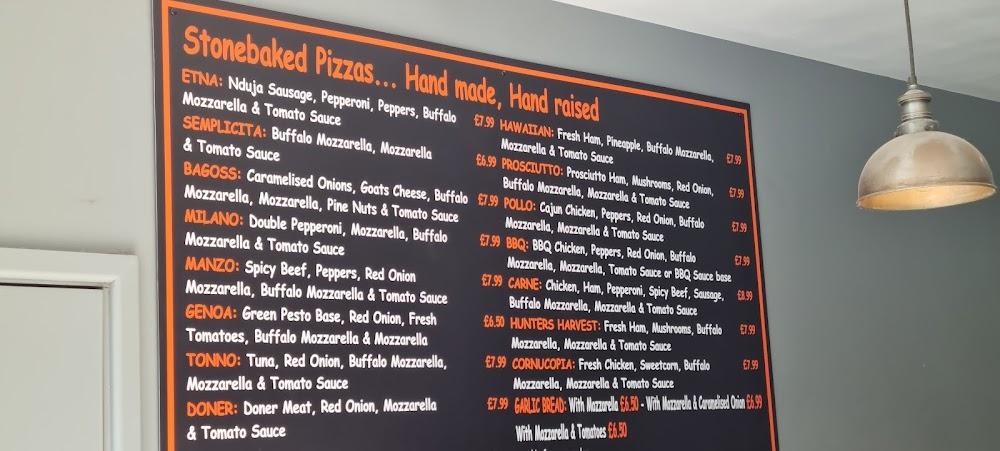 Stonebaked Pizzas... Hand made, Hand raised
ETNA: Nduja Sausage, Pepperoni, Peppers, Buffalo
Mozzarella & Tomato Sauce £7.99
SEMPLICITA: Buffalo Mozzarella, Mozzarella
& Tomato Sauce £6.99
BAGOSS: Caramelised Onions, Goats Cheese, Buffalo
Mozzarella, Mozzarella, Pine Nuts & Tomato Sauce £7.99
MILANO: Double Pepperoni, Mozzarella, Buffalo
Mozzarella & Tomato Sauce £7.99
MANZO: Spicy Beef, Peppers, Red Onion
Mozzarella, Buffalo Mozzarella & Tomato Sauce £7.99
GENOA: Green Pesto Base, Red Onion, Fresh
Tomatoes, Buffalo Mozzarella & Mozzarella £6.50
TONNO: Tuna, Red Onion, Buffalo Mozzarella,
Mozzarella & Tomato Sauce £7.99
DONER: Doner Meat, Red Onion, Mozzarella
& Tomato Sauce £7.99
HAWAIIAN: Fresh Ham, Pineapple, Buffalo Mozzarella,
Mozzarella & Tomato Sauce £7.99
PROSCIUTTO: Prosciutto Ham, Mushrooms, Red Onion,
Buffalo Mozzarella, Mozzarella & Tomato Sauce £7.99
POLLO: Cajun Chicken, Peppers, Red Onion, Buffalo
Mozzarella, Mozzarella & Tomato Sauce £7.99
BBQ: BBQ Chicken, Peppers, Red Onion, Buffalo
Mozzarella, Mozzarella, Tomato Sauce or BBQ Sauce base £7.99
CARNE: Chicken, Ham, Pepperoni, Spicy Beef, Sausage,
Buffalo Mozzarella, Mozzarella & Tomato Sauce £8.99
HUNTERS HARVEST: Fresh Ham, Mushrooms, Buffalo
Mozzarella, Mozzarella & Tomato Sauce £7.99
CORNUCOPIA: Fresh Chicken, Sweetcorn, Buffalo
Mozzarella, Mozzarella & Tomato Sauce £7.99
GARLIC BREAD: With Mozzarella £6.50 - With Mozzarella & Caramelised Onion £6.99
With Mozzarella & Tomatoes £6.50